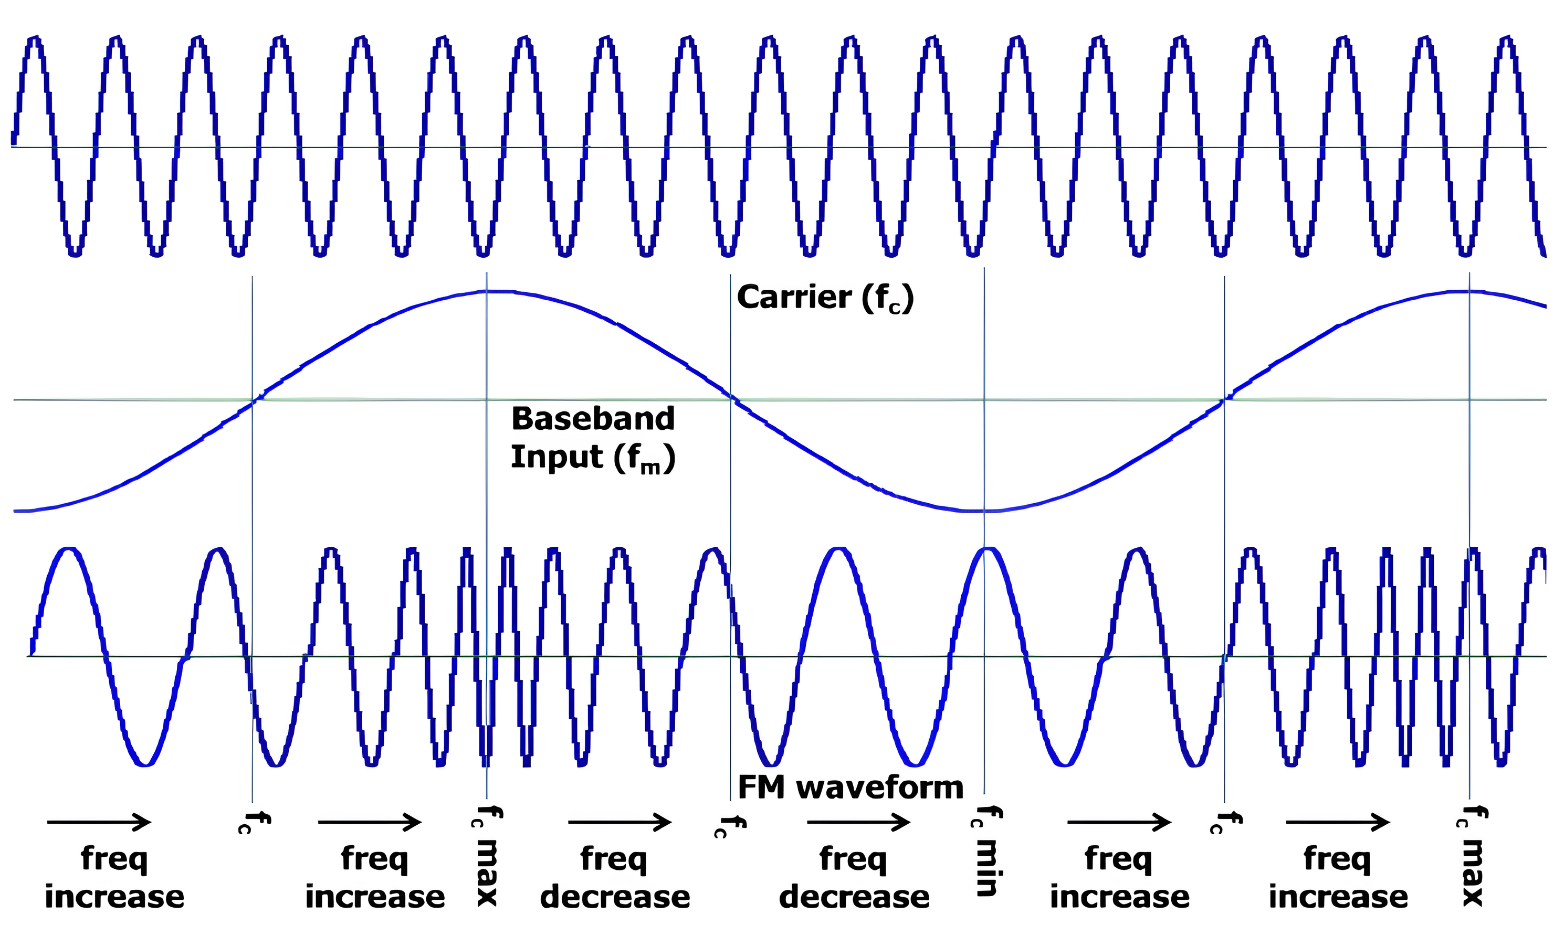 Carrier (fc)
Baseband
Input (fm)
FM waveform
freq
increase
fc
freq
increase
fc max
freq
decrease
fc
freq
decrease
fc min
freq
increase
fc
freq
increase
fc max